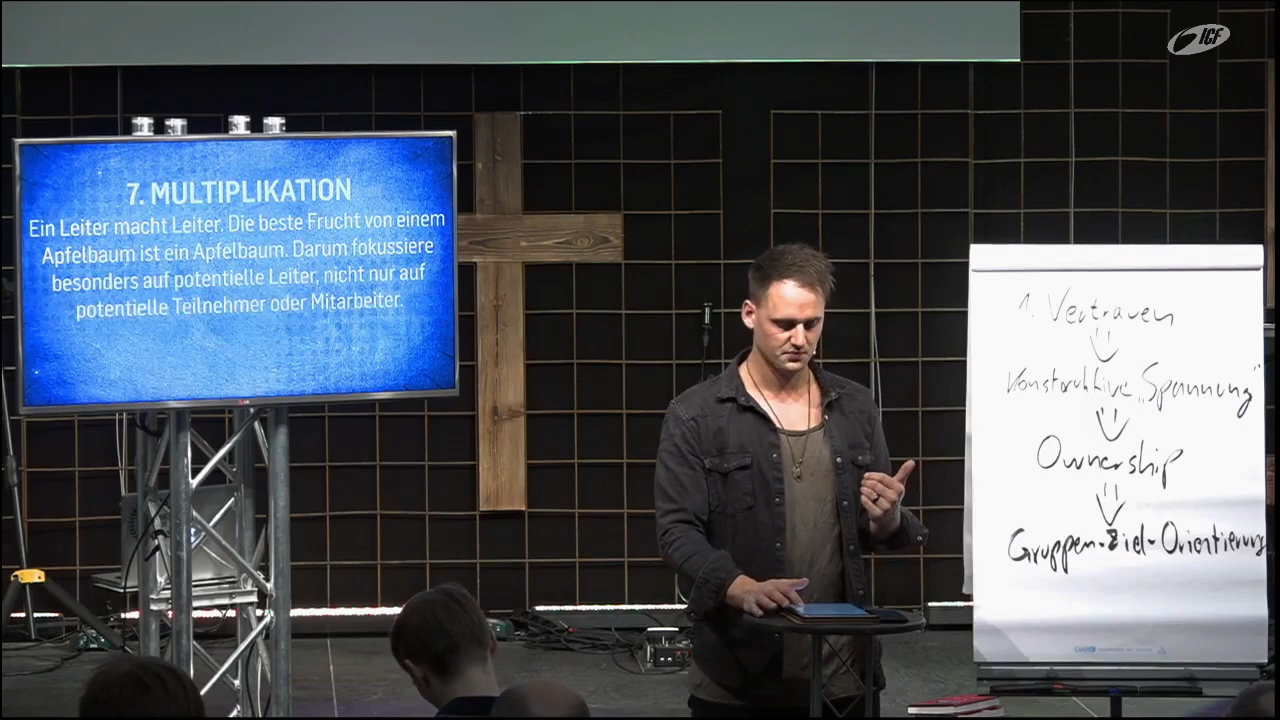 ICF
7. MULTIPLIKATION
Ein Leiter macht Leiter. Die beste Frucht von einem
Apfelbaum ist ein Apfelbaum. Darum fokussiere
besonders auf potentielle Leiter, nicht nur auf
potentielle Teilnehmer oder Mitarbeiter.
1. Vertrauen
Konstruktive „Spannung"
Ownership
Gruppen-Ziel-Orientierung